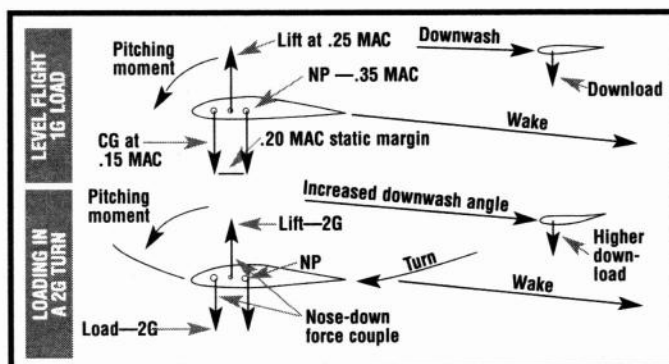 LEVEL FLIGHT
1G LOAD
Pitching
moment
Lift at .25 MAC
Downwash
NP —.35 MAC
Download
CG at
.15 MAC
.20 MAC static margin
Wake
LOADING IN
A 2G TURN
Pitching
moment
Increased downwash angle
Lift—2G
NP
Turn
Higher
down-
load
Wake
Load—2G
Nose-down
force couple